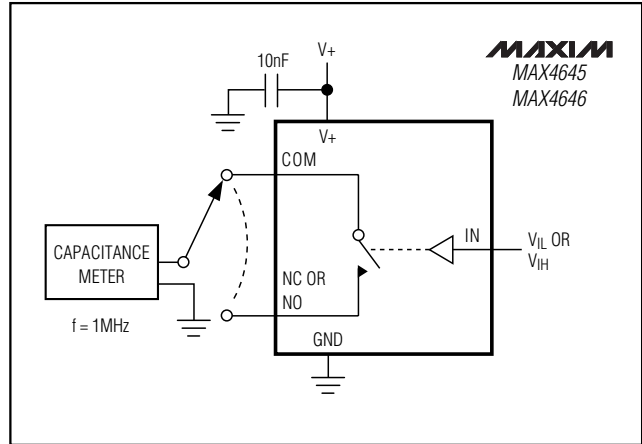 V+
10nF
MAXIM
MAX4645
MAX4646
V+
COM
IN
VIL OR
VIH
CAPACITANCE
METER
NC OR
NO
f = 1MHz
GND